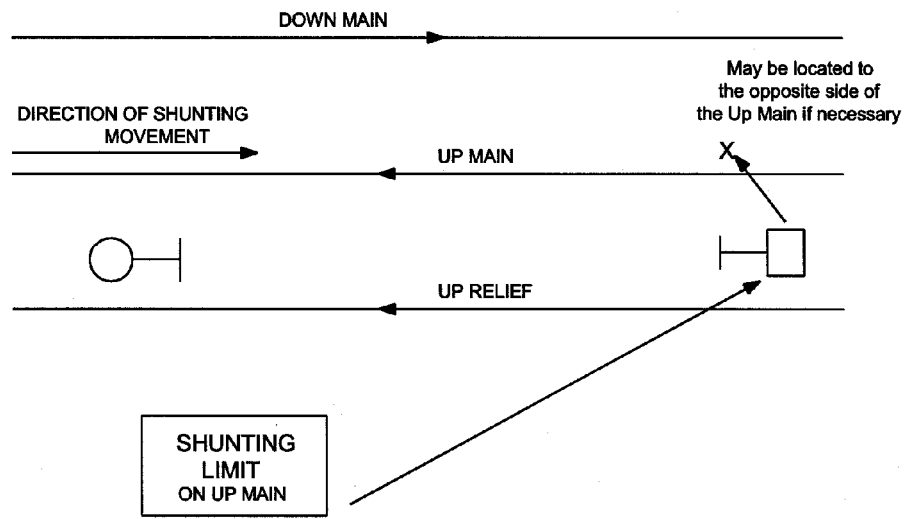 DOWN MAIN
May be located to
the opposite side of
the Up Main if necessary
DIRECTION OF SHUNTING
MOVEMENT
X
UP MAIN
UP RELIEF
SHUNTING
LIMIT
ON UP MAIN